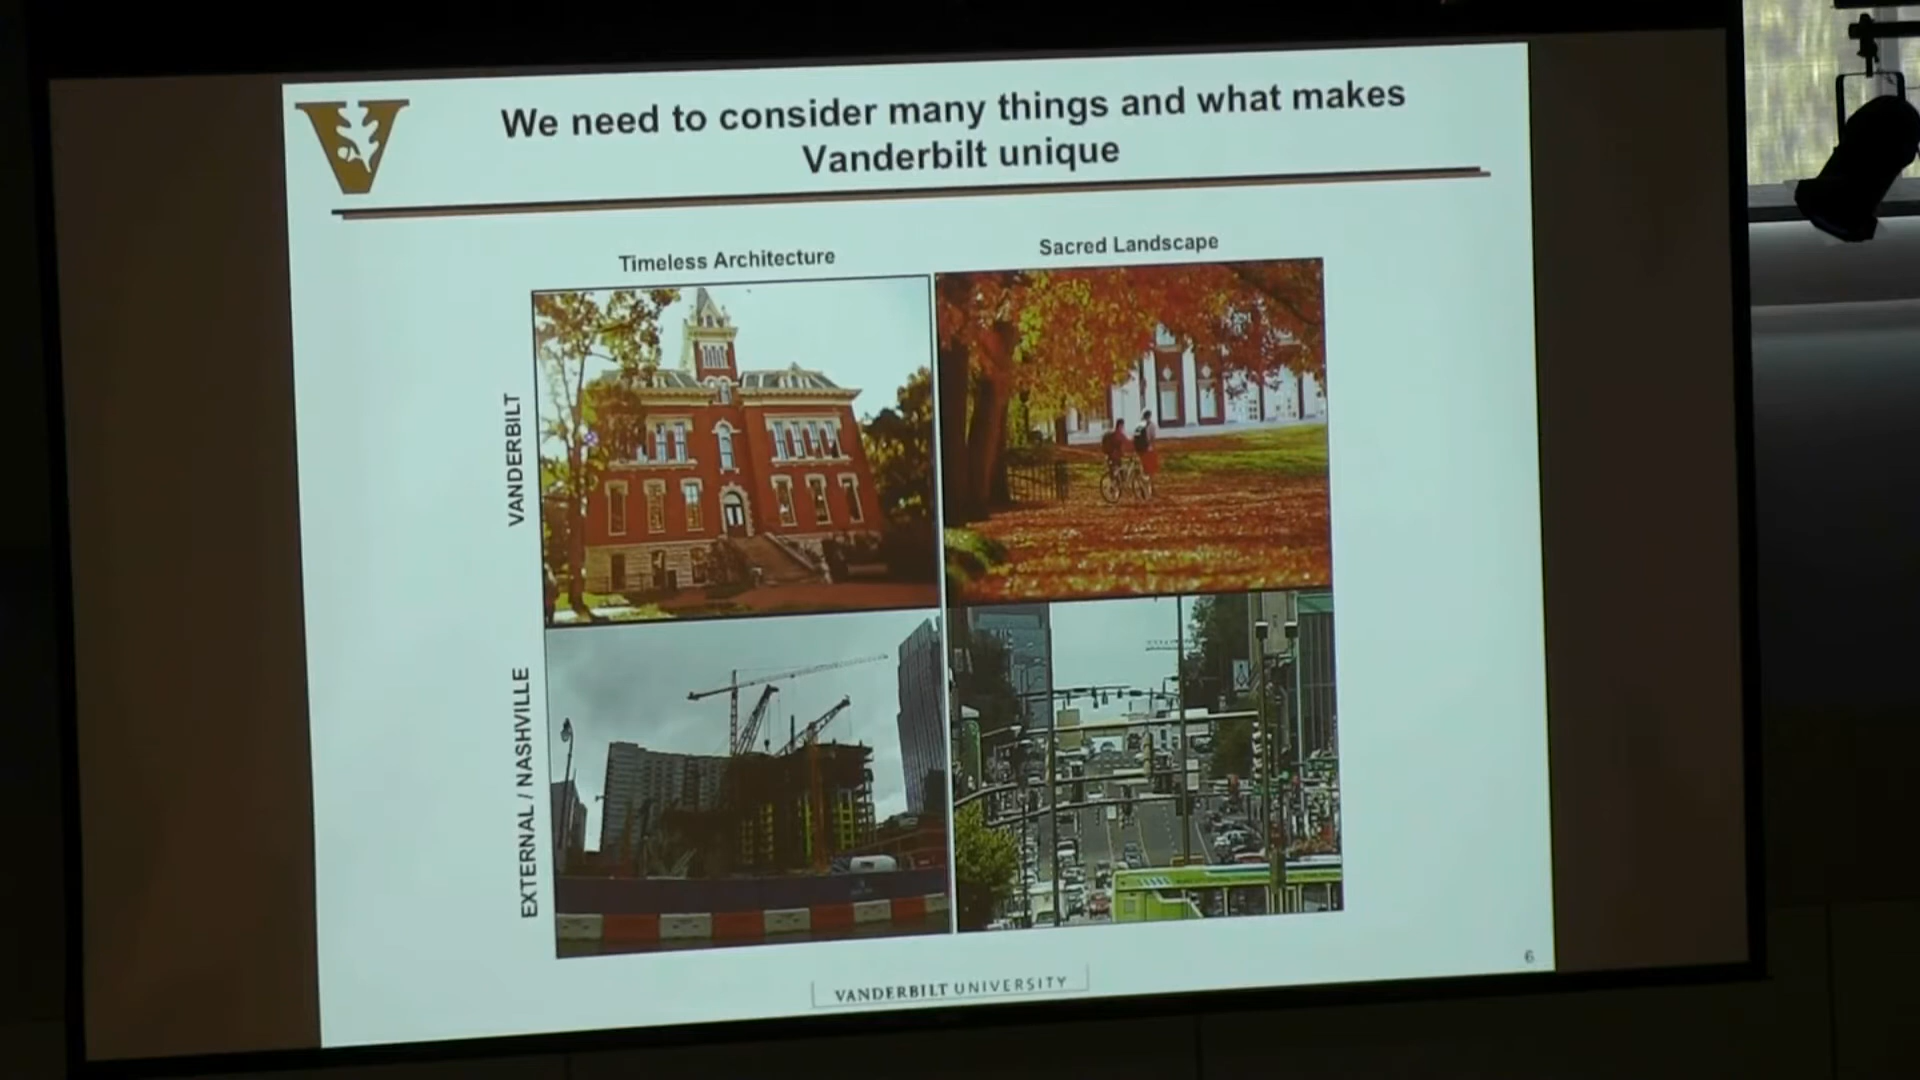 We need to consider many things and what makes
Vanderbilt unique
Timeless Architecture
Sacred Landscape
VANDERBILT
EXTERNAL / NASHVILLE
VANDERBILT UNIVERSITY
6